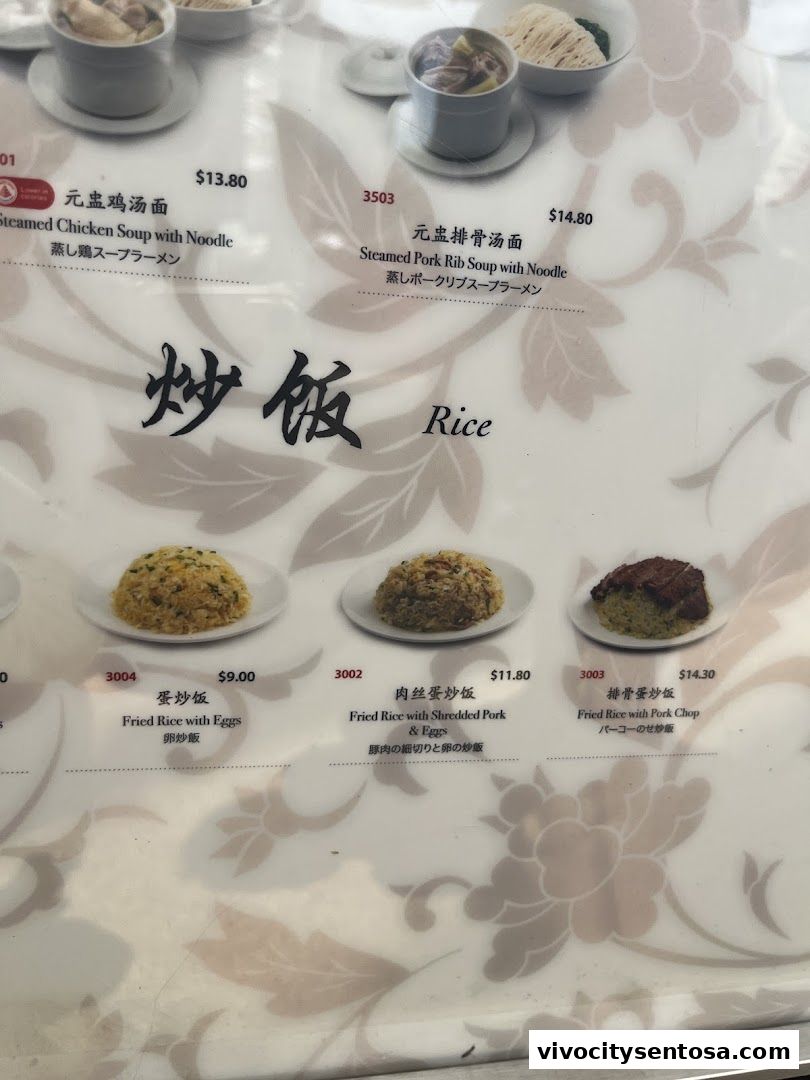 01
$13.80
Lower in
calories
元盅鸡汤面
Steamed Chicken Soup with Noodle
蒸し鶏スープラーメン
3503
$14.80
元盅排骨汤面
Steamed Pork Rib Soup with Noodle
蒸しポークリブスープラーメン
炒饭 Rice
0
s
3004 $9.00
蛋炒饭
Fried Rice with Eggs
卵炒飯
3002 $11.80
肉丝蛋炒饭
Fried Rice with Shredded Pork
& Eggs
豚肉の細切りと卵の炒飯
3003 $14.30
排骨蛋炒饭
Fried Rice with Pork Chop
パーコーのせ炒飯
vivocitysentosa.com